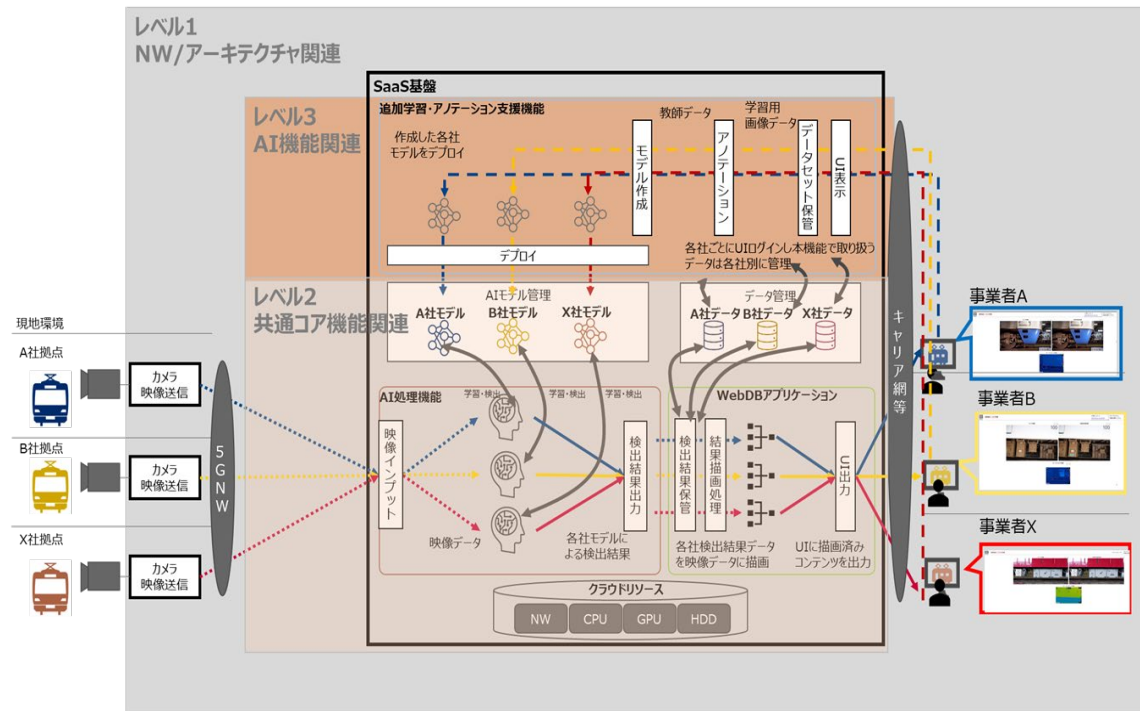 レベル1
NW/アーキテクチャ関連
SaaS基盤
レベル3
AI機能関連
追加学習・アノテーション支援機能
作成した各社
モデルをデプロイ
モデル作成
教師データ
アノテーション
学習用
画像データ
データセット保管
UI表示
デプロイ
各社ごとにUIログインし本機能で取り扱う
データは各社別に管理
レベル2
共通コア機能関連
AIモデル管理
A社モデル
B社モデル
X社モデル
データ管理
A社データ
B社データ
X社データ
現地環境
A社拠点
カメラ
映像送信
B社拠点
カメラ
映像送信
X社拠点
カメラ
映像送信
5GNW
AI処理機能
学習・検出
学習・検出
学習・検出
映像インプット
映像データ
検出結果出力
各社モデルに
よる検出結果
WebDBアプリケーション
検出結果保管
結果描画処理
各社検出結果データ
を映像データに描画
UI出力
UIに描画済み
コンテンツを出力
クラウドリソース
NW
CPU
GPU
HDD
キャリア網等
事業者A
事業者B
事業者X